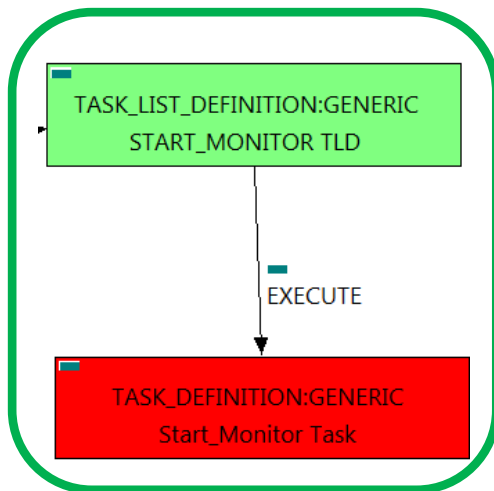 TASK_LIST_DEFINITION:GENERIC
START_MONITOR TLD
EXECUTE
TASK_DEFINITION:GENERIC
Start_Monitor Task